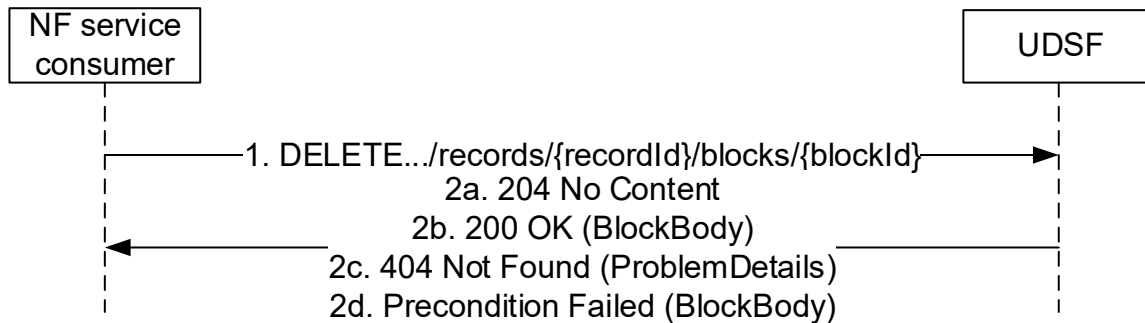 NF service
consumer
UDSF
1. DELETE.../records/{recordId}/blocks/{blockId}
2a. 204 No Content
2b. 200 OK (BlockBody)
2c. 404 Not Found (ProblemDetails)
2d. Precondition Failed (BlockBody)